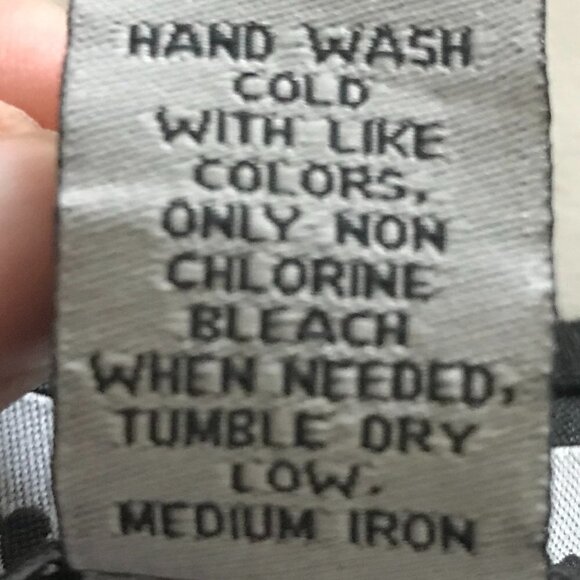 HAND WASH
COLD
WITH LIKE
COLORS,
ONLY NON
CHLORINE
BLEACH
WHEN NEEDED,
TUMBLE DRY
LOW.
MEDIUM IRON